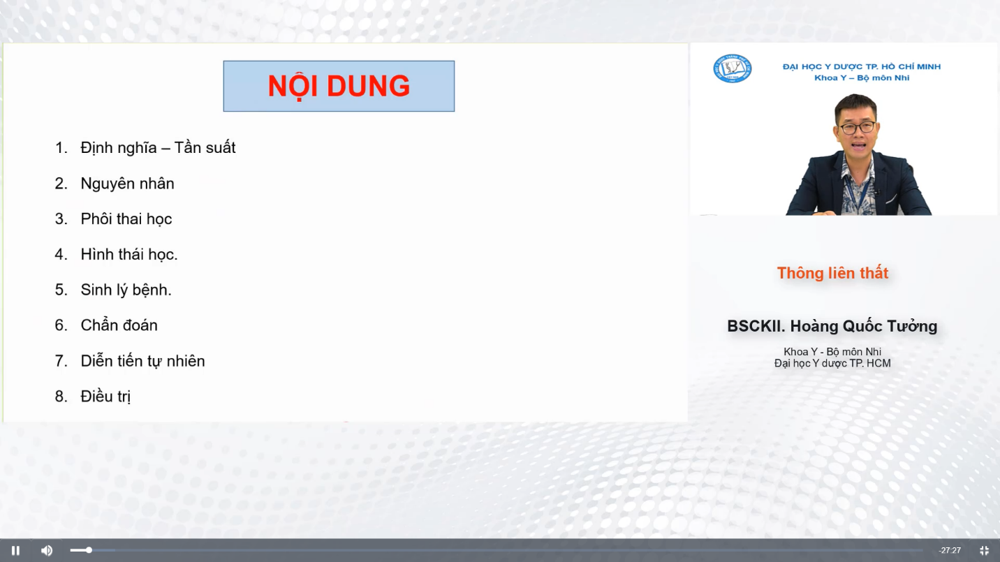 NỘI DUNG
1. Định nghĩa – Tần suất
2. Nguyên nhân
3. Phôi thai học
4. Hình thái học.
5. Sinh lý bệnh.
6. Chẩn đoán
7. Diễn tiến tự nhiên
8. Điều trị
ĐẠI HỌC Y DƯỢC TP. HỒ CHÍ MINH
Khoa Y – Bộ môn Nhi
Thông liên thất
BSCKII. Hoàng Quốc Tưởng
Khoa Y - Bộ môn Nhi
Đại học Y dược TP. HCM
-27:27